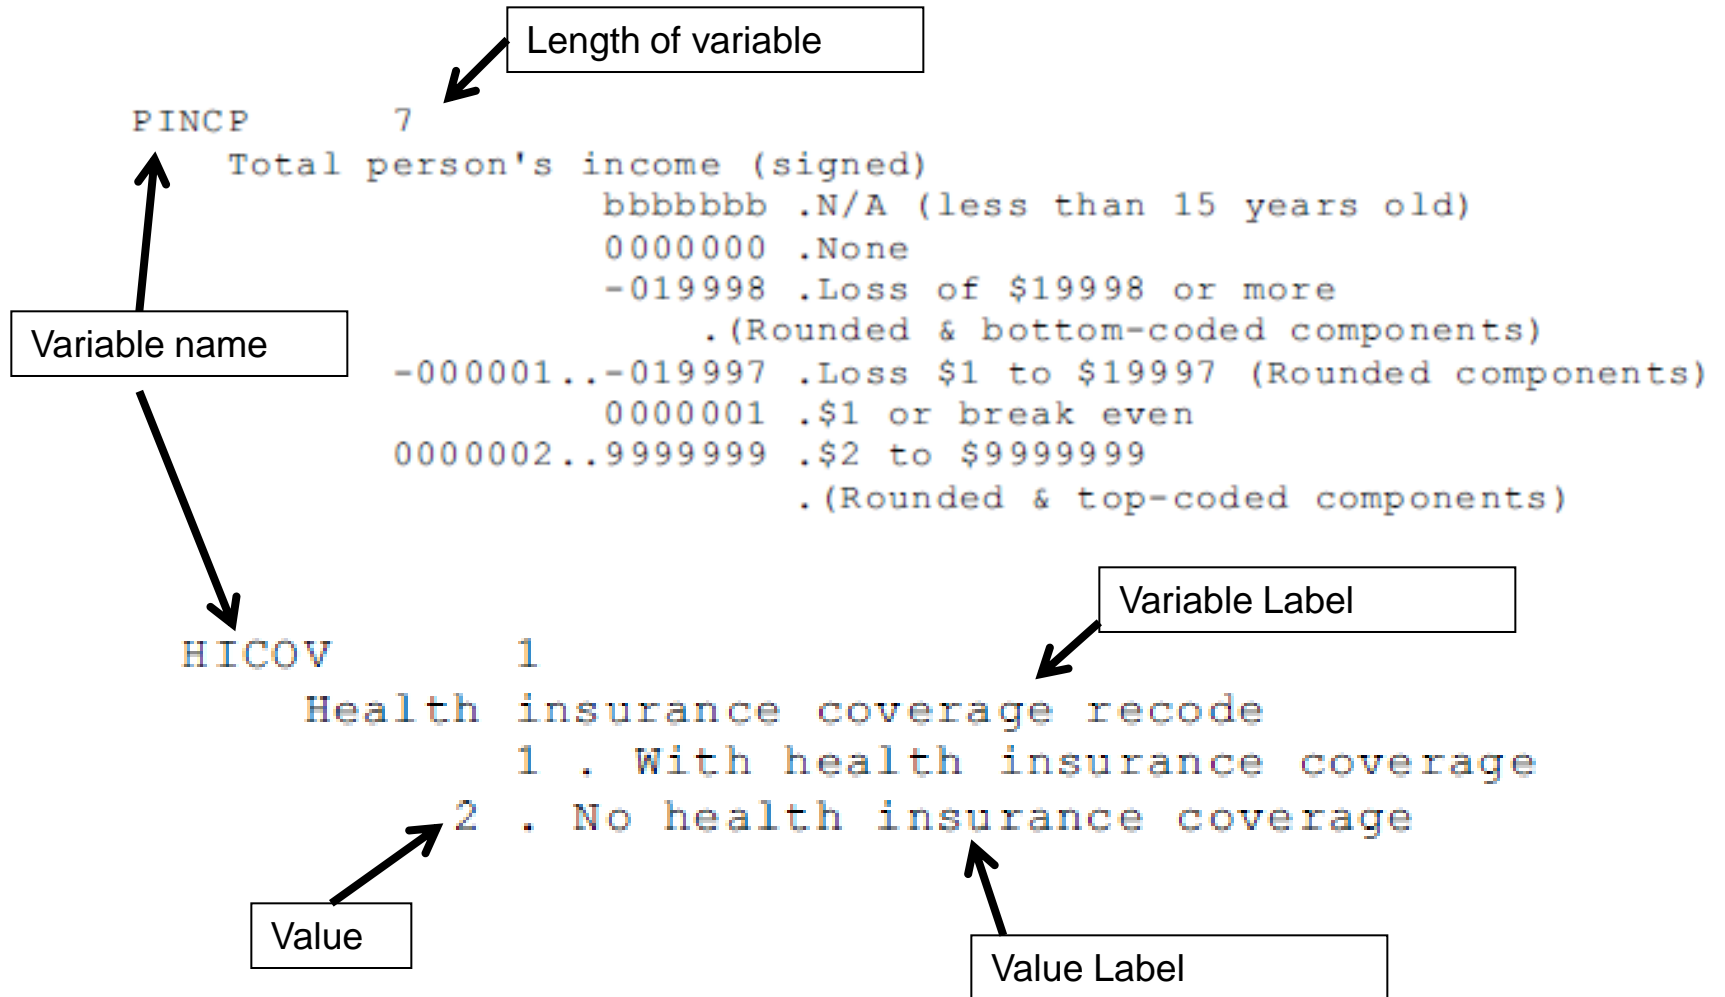 Length of variable
PINCP 7
Total person's income (signed)
bbbbbbb .N/A (less than 15 years old)
0000000 .None
-019998 .Loss of $19998 or more
.(Rounded & bottom-coded components)
Variable name
-000001..-019997 .Loss $1 to $19997 (Rounded components)
0000001 .$1 or break even
0000002..9999999 .$2 to $9999999
.(Rounded & top-coded components)
Variable Label
HICOV 1
Health insurance coverage recode
1 . With health insurance coverage
2 . No health insurance coverage
Value
Value Label